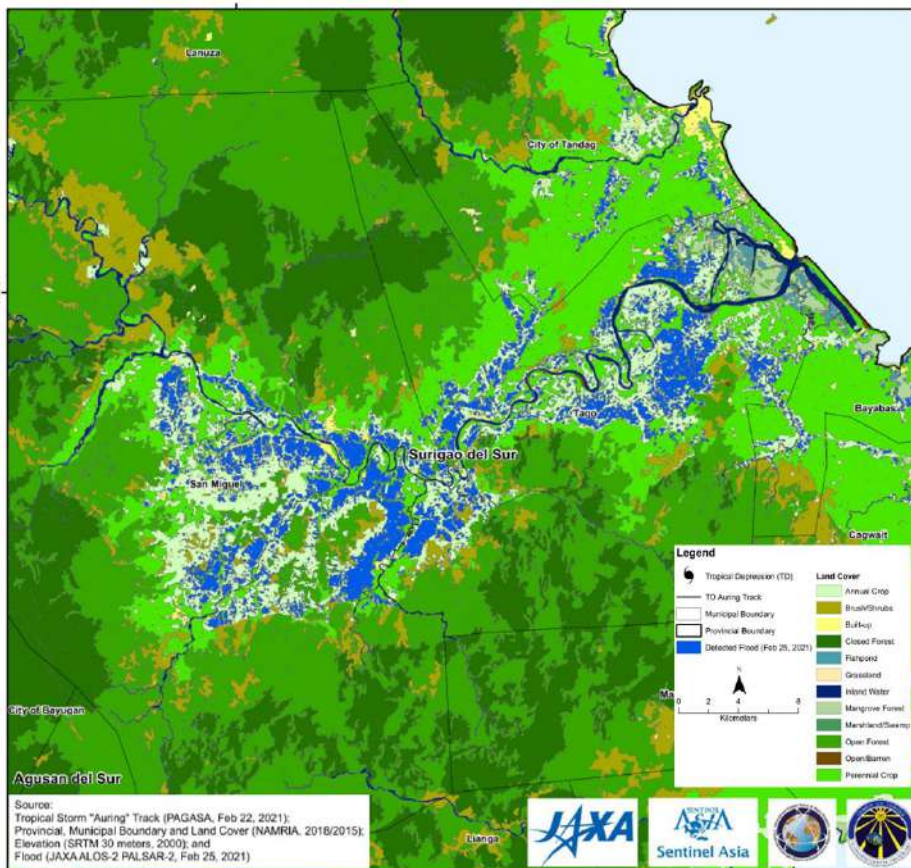 Lanuza
City of Tandag
Tago
Bayabas
Surigao del Sur
San Miguel
Cagwait
City of Bayugan
Agusan del Sur
Lianga
Legend
Tropical Depression (TD)
TD Auring Track
Municipal Boundary
Provincial Boundary
Detected Flood (Feb 25, 2021)
N
0 2 4 8
Kilometers
Land Cover
Annual Crop
Brush/Shrubs
Built-up
Closed Forest
Fishpond
Grassland
Inland Water
Mangrove Forest
Marshland/Swamp
Open Forest
Open/Barren
Perennial Crop
Source:
Tropical Storm "Auring" Track (PAGASA, Feb 22, 2021);
Provincial, Municipal Boundary and Land Cover (NAMRIA, 2018/2015);
Elevation (SRTM 30 meters, 2000); and
Flood (JAXA ALOS-2 PALSAR-2, Feb 25, 2021)
JAXA
SENTINEL
ASIA
Sentinel Asia